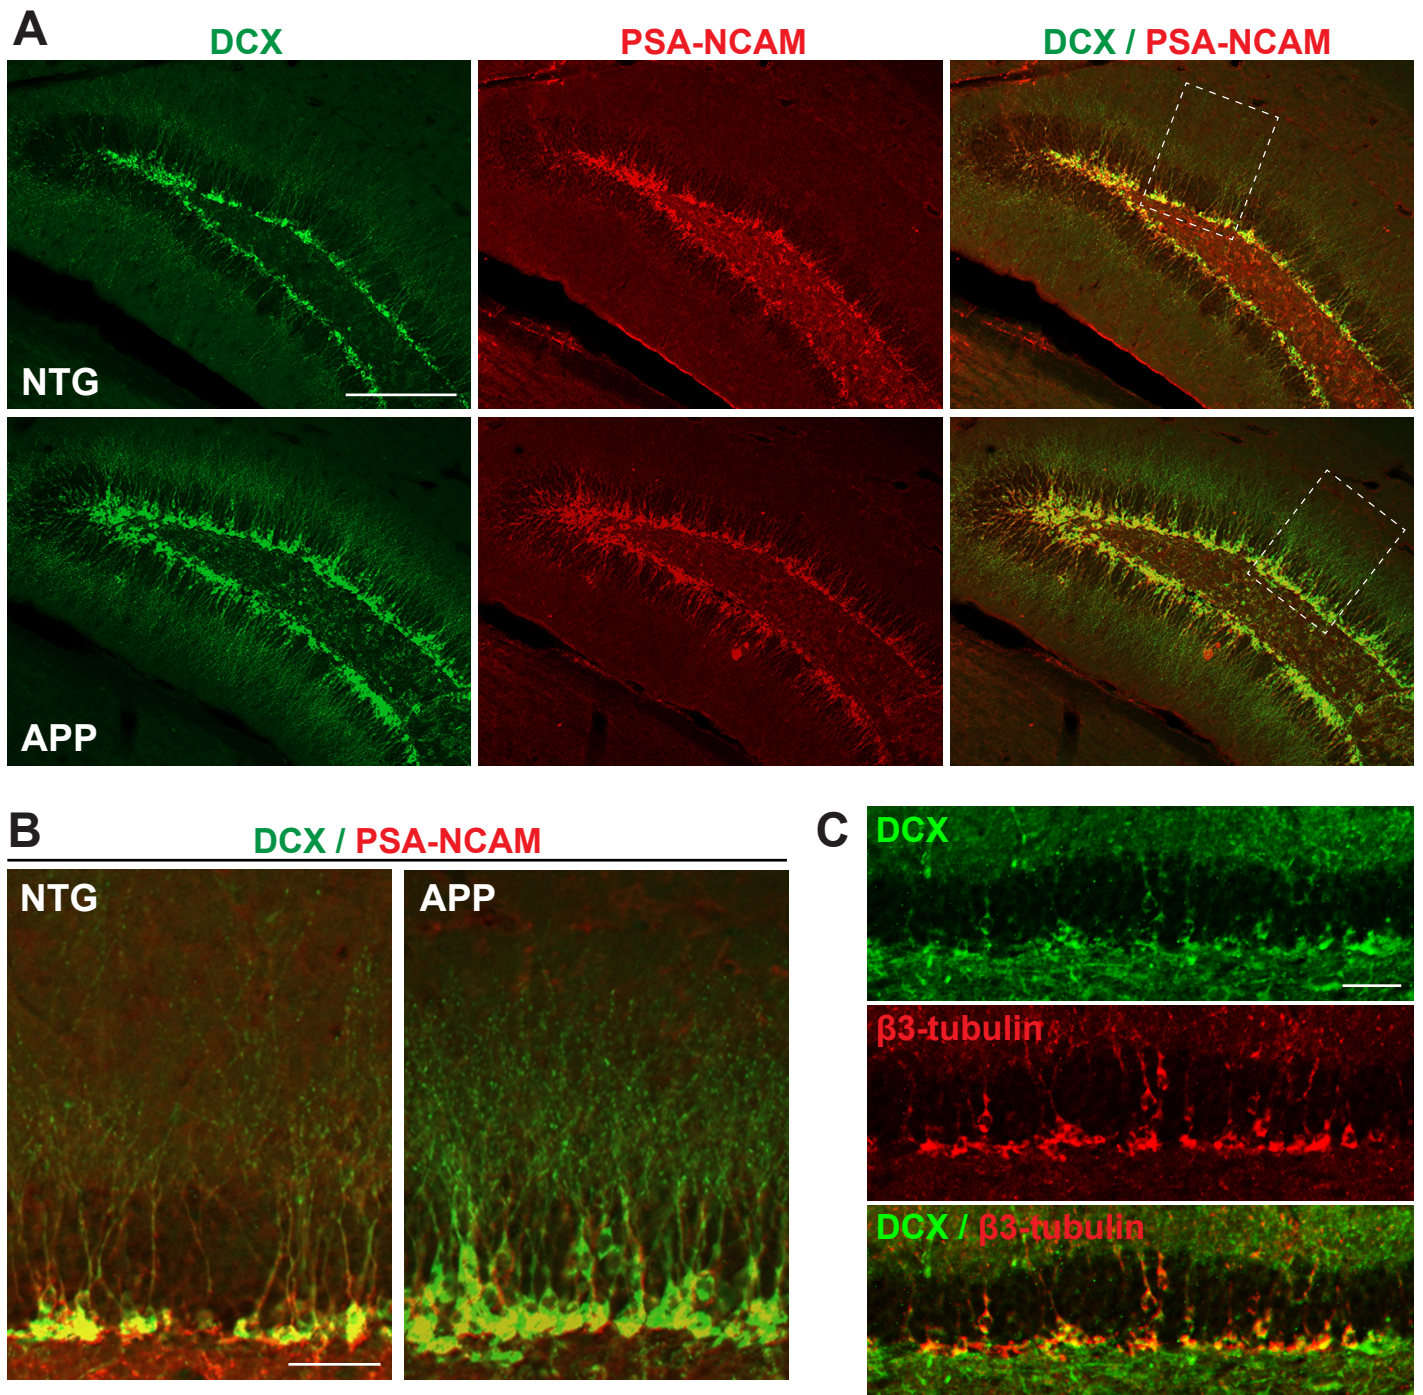 A
DCX
PSA-NCAM
DCX / PSA-NCAM
NTG
APP
B
DCX / PSA-NCAM
NTG
APP
C
DCX
β3-tubulin
DCX / β3-tubulin